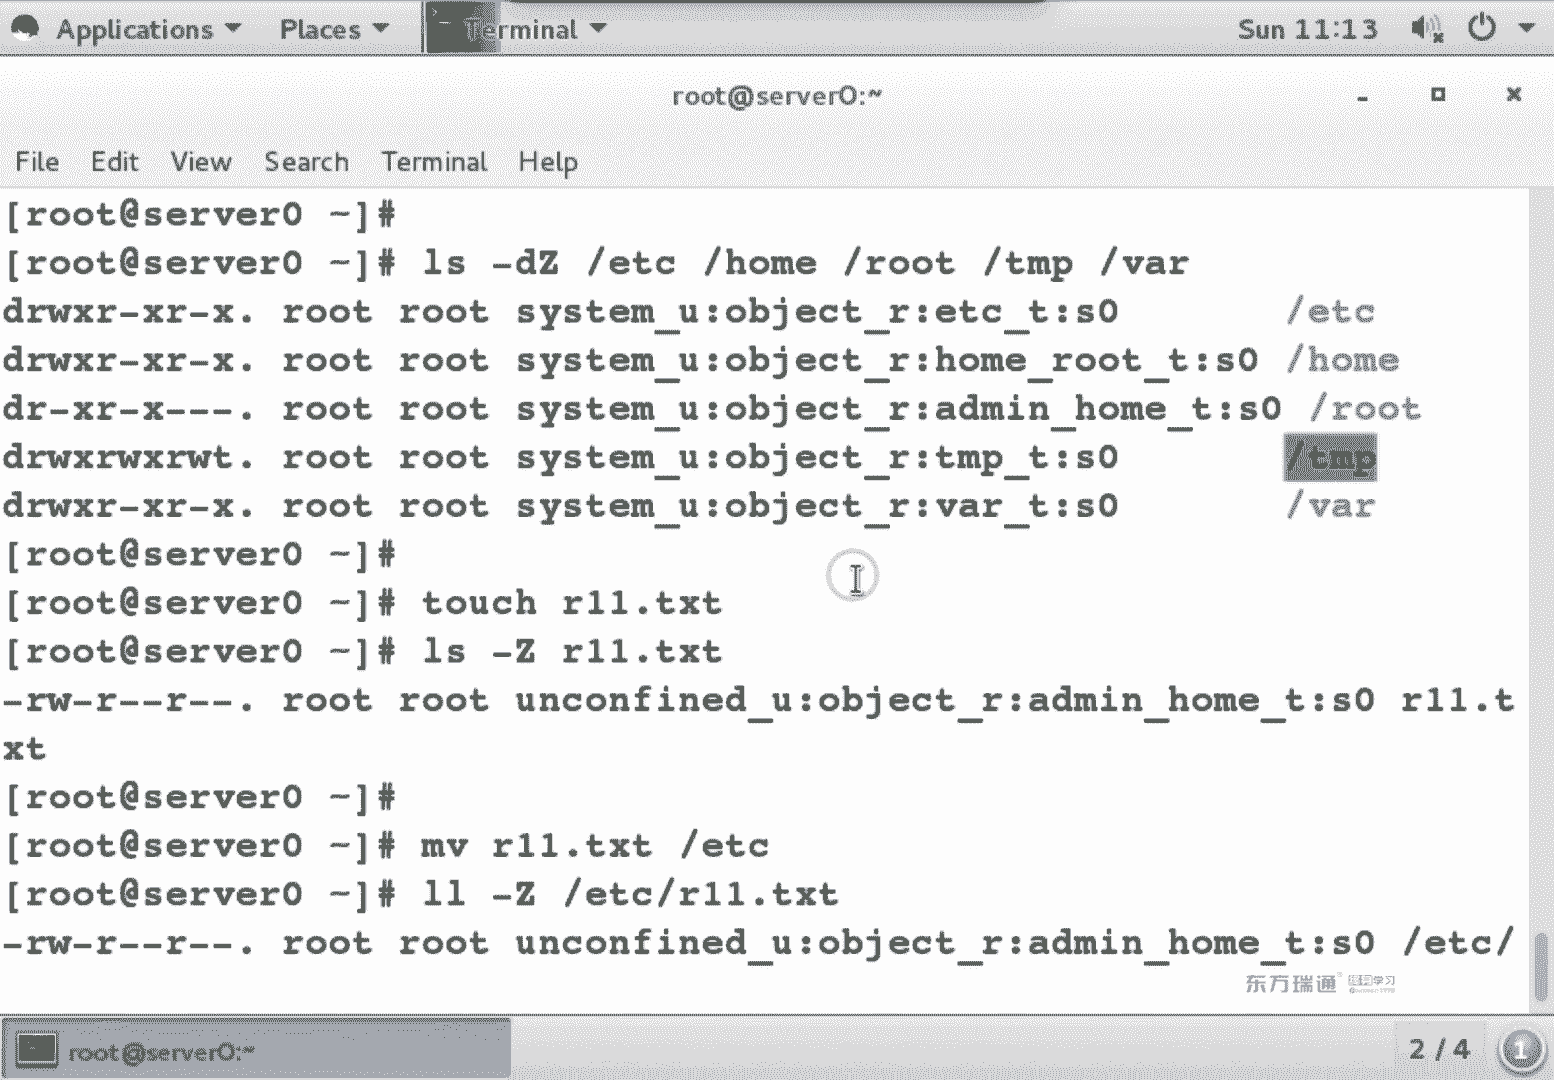 Applications Places Terminal Sun 11:13
root@server0:~
File Edit View Search Terminal Help
[root@server0 ~]#
[root@server0 ~]# ls -dZ /etc /home /root /tmp /var
drwxr-xr-x. root root system_u:object_r:etc_t:s0 /etc
drwxr-xr-x. root root system_u:object_r:home_root_t:s0 /home
dr-xr-x---. root root system_u:object_r:admin_home_t:s0 /root
drwxrwxrwt. root root system_u:object_r:tmp_t:s0 /tmp
drwxr-xr-x. root root system_u:object_r:var_t:s0 /var
[root@server0 ~]#
[root@server0 ~]# touch r11.txt
[root@server0 ~]# ls -Z r11.txt
-rw-r--r--. root root unconfined_u:object_r:admin_home_t:s0 r11.t
xt
[root@server0 ~]#
[root@server0 ~]# mv r11.txt /etc
[root@server0 ~]# ll -Z /etc/r11.txt
-rw-r--r--. root root unconfined_u:object_r:admin_home_t:s0 /etc/
东方瑞通 学习
root@server0:~ 2 / 4 1